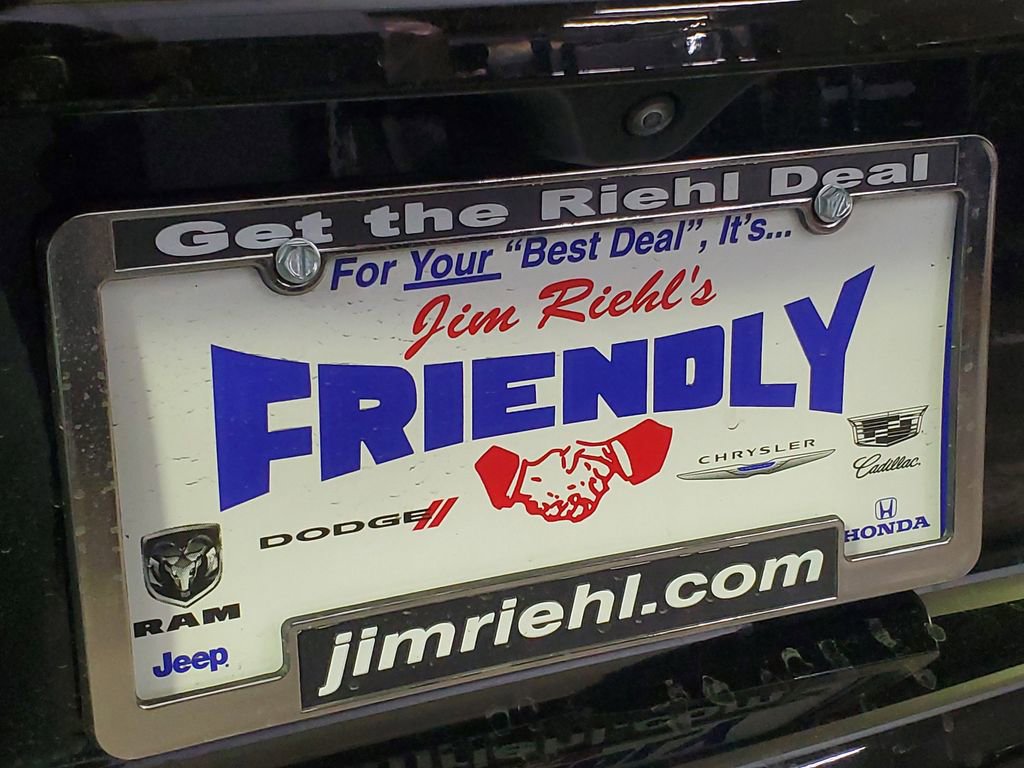 Get the Riehl Deal
For Your "Best Deal", It's...
Jim Riehl's
FRIENDLY
DODGE
CHRYSLER
Cadillac
HONDA
RAM
Jeep
jimriehl.com